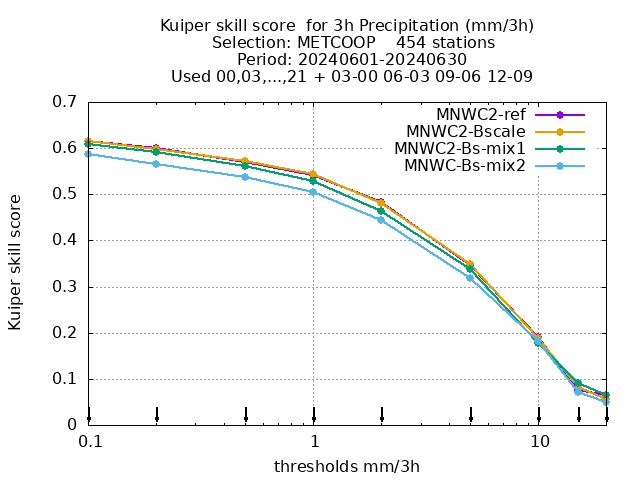 Kuiper skill score  for 3h Precipitation (mm/3h)
Selection: METCOOP    454 stations
Period: 20240601-20240630
Used 00,03,...,21 + 03-00 06-03 09-06 12-09
MNWC2-ref
MNWC2-Bscale
MNWC2-Bs-mix1
MNWC-Bs-mix2
0.7
0.6
0.5
0.4
0.3
0.2
0.1
0
Kuiper skill score
0.1 1 10
thresholds mm/3h